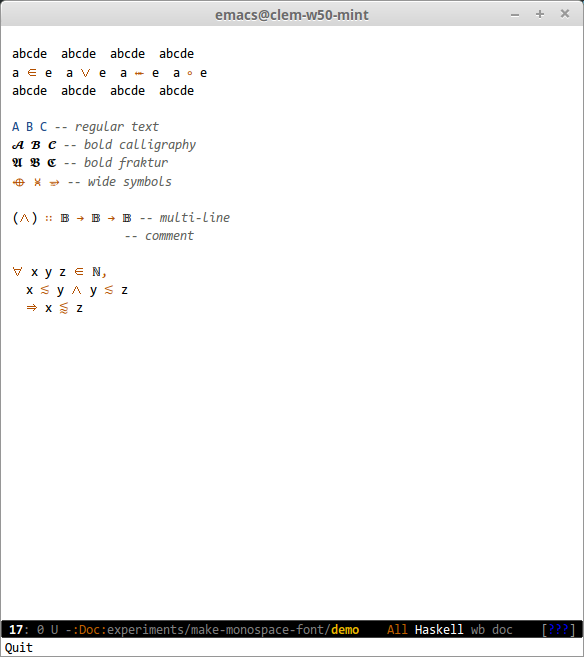 emacs@clem-w50-mint
abcde  abcde  abcde  abcde
a ∈ e  a ∨ e  a ⤀ e  a ∘ e
abcde  abcde  abcde  abcde
A B C -- regular text
𝓐 𝓑 𝓒 -- bold calligraphy
𝕬 𝕭 𝕮 -- bold fraktur
-- wide symbols
(∧) ∷ 𝔹 → 𝔹 → 𝔹 -- multi-line
-- comment
∀ x y z ∈ ℕ,
x ≲ y ∧ y ≲ z
⇒ x ⪅ z
17: 0 U -:Doc:experiments/make-monospace-font/demo All Haskell wb doc [???]
Quit